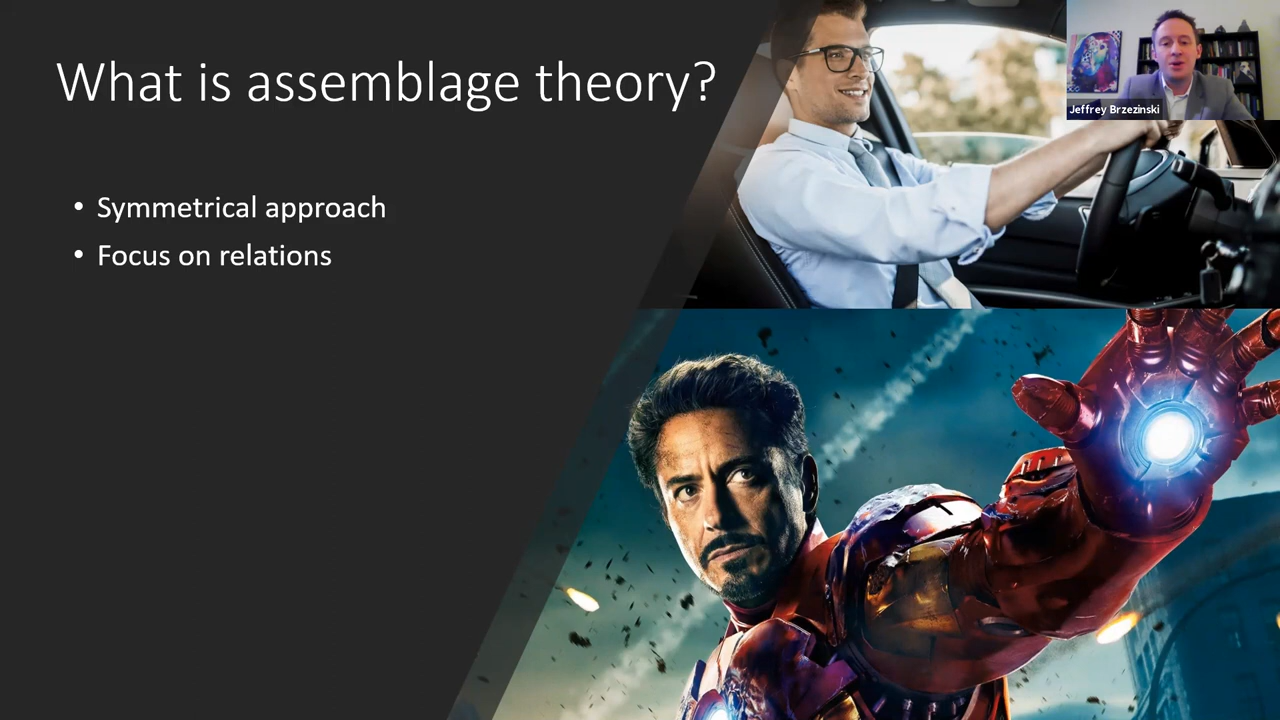 What is assemblage theory?
• Symmetrical approach
• Focus on relations
Jeffrey Brzezinski